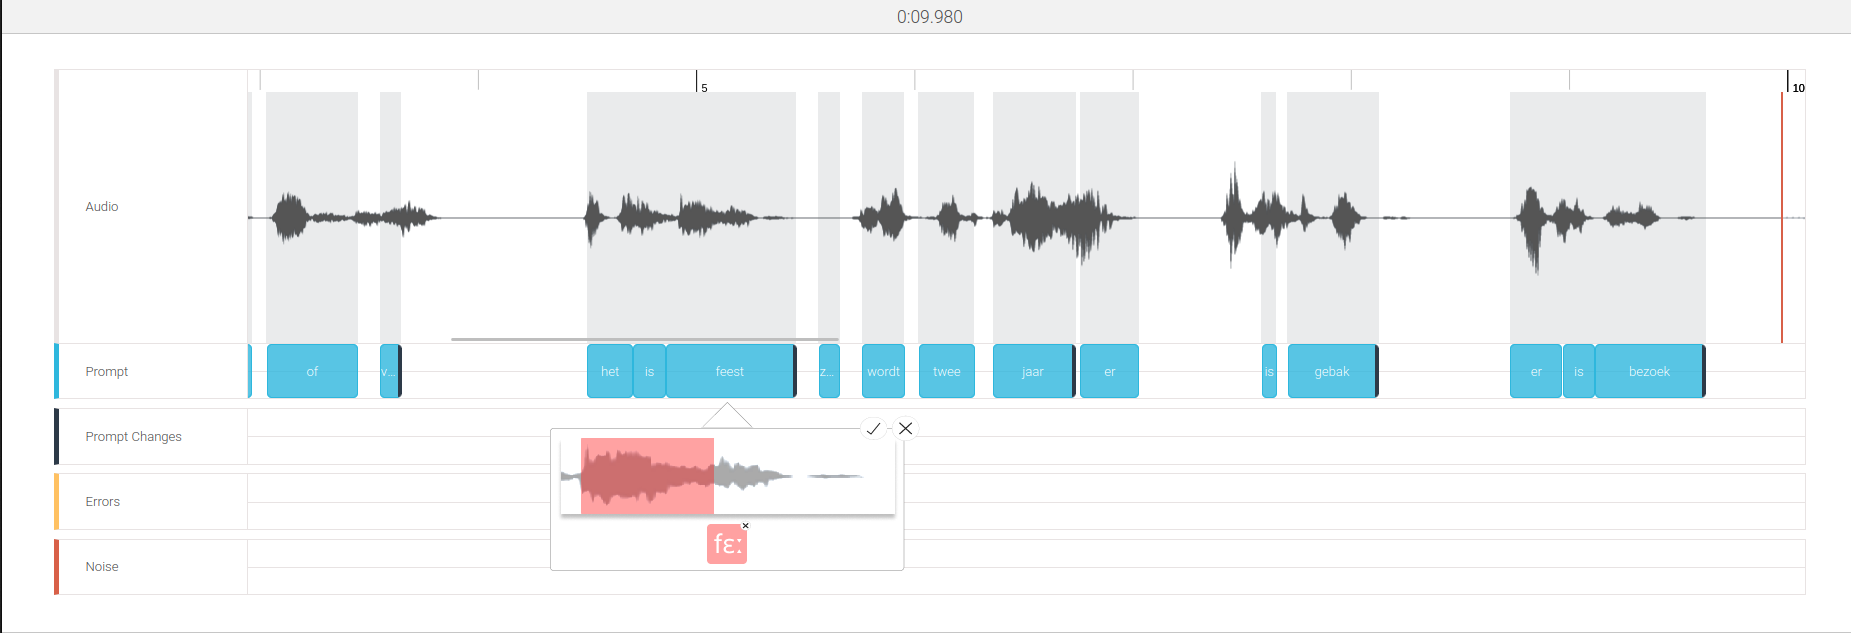 0:09.980
5
10
Audio
Prompt
of
v...
het
is
feest
z...
wordt
twee
jaar
er
is
gebak
er
is
bezoek
Prompt Changes
Errors
fɛː
Noise